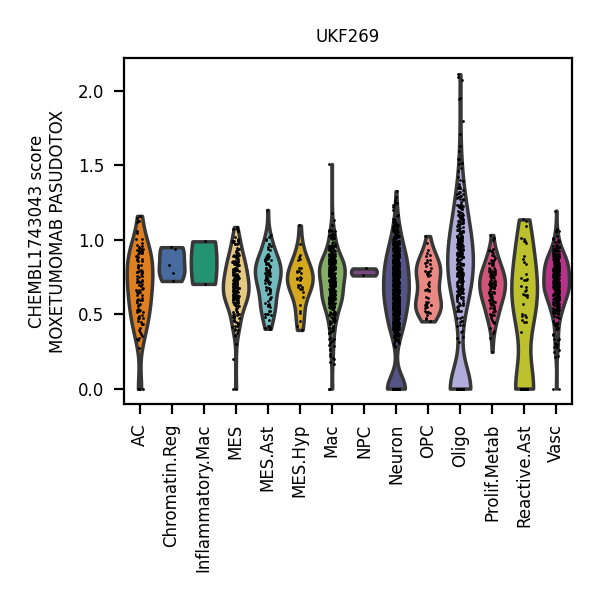 UKF269
CHEMBL1743043 score
MOXETUMOMAB PASUDOTOX
2.0
1.5
1.0
0.5
0.0
AC
Chromatin.Reg
Inflammatory.Mac
MES
MES.Ast
MES.Hyp
Mac
NPC
Neuron
OPC
Oligo
Prolif.Metab
Reactive.Ast
Vasc